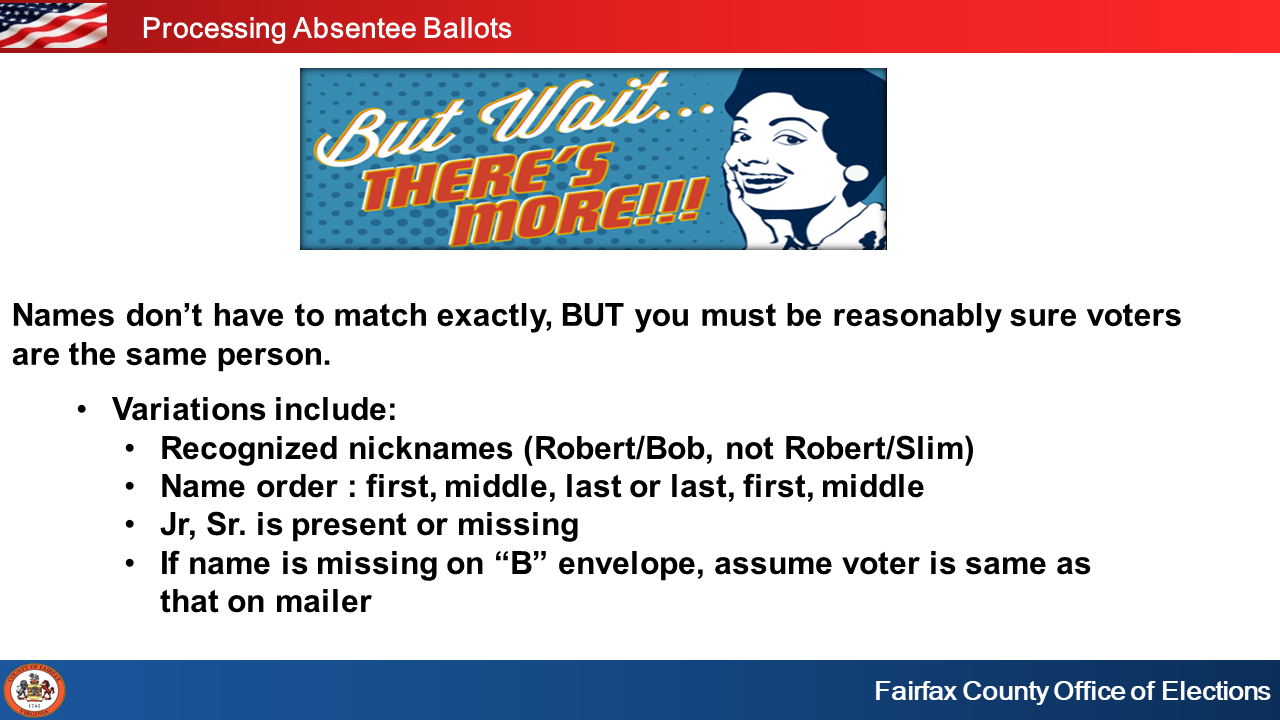 Processing Absentee Ballots
But Wait...
THERE'S
MORE!!!
Names don’t have to match exactly, BUT you must be reasonably sure voters
are the same person.
• Variations include:
• Recognized nicknames (Robert/Bob, not Robert/Slim)
• Name order : first, middle, last or last, first, middle
• Jr, Sr. is present or missing
• If name is missing on “B” envelope, assume voter is same as
that on mailer
COUNTY OF FAIRFAX
1742
VIRGINIA
Fairfax County Office of Elections